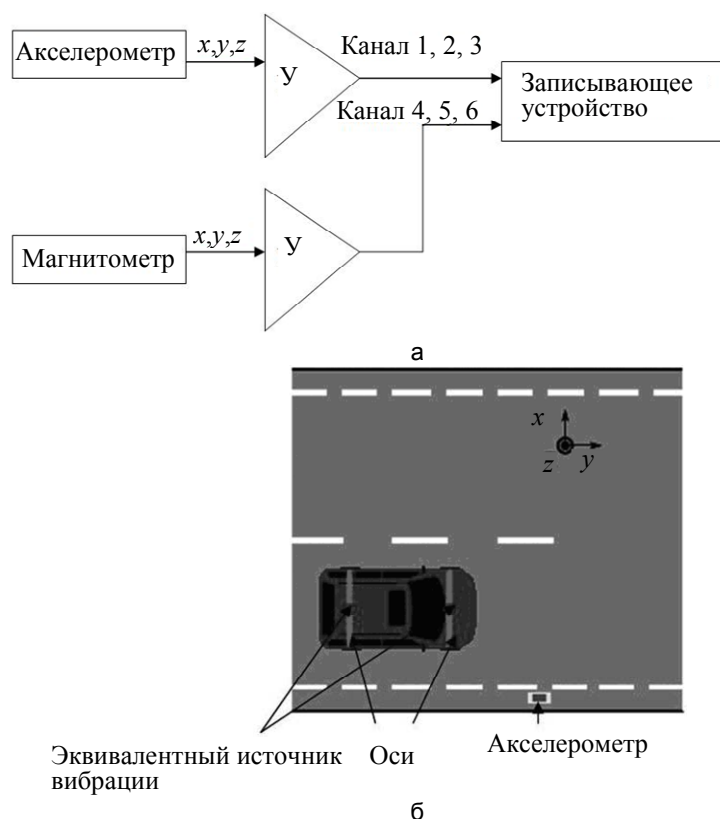 Акселерометр
x,y,z
У
Канал 1, 2, 3
Канал 4, 5, 6
Записывающее
устройство
Магнитометр
x,y,z
У
а
x
z
y
Эквивалентный источник
вибрации
Оси
Акселерометр
б